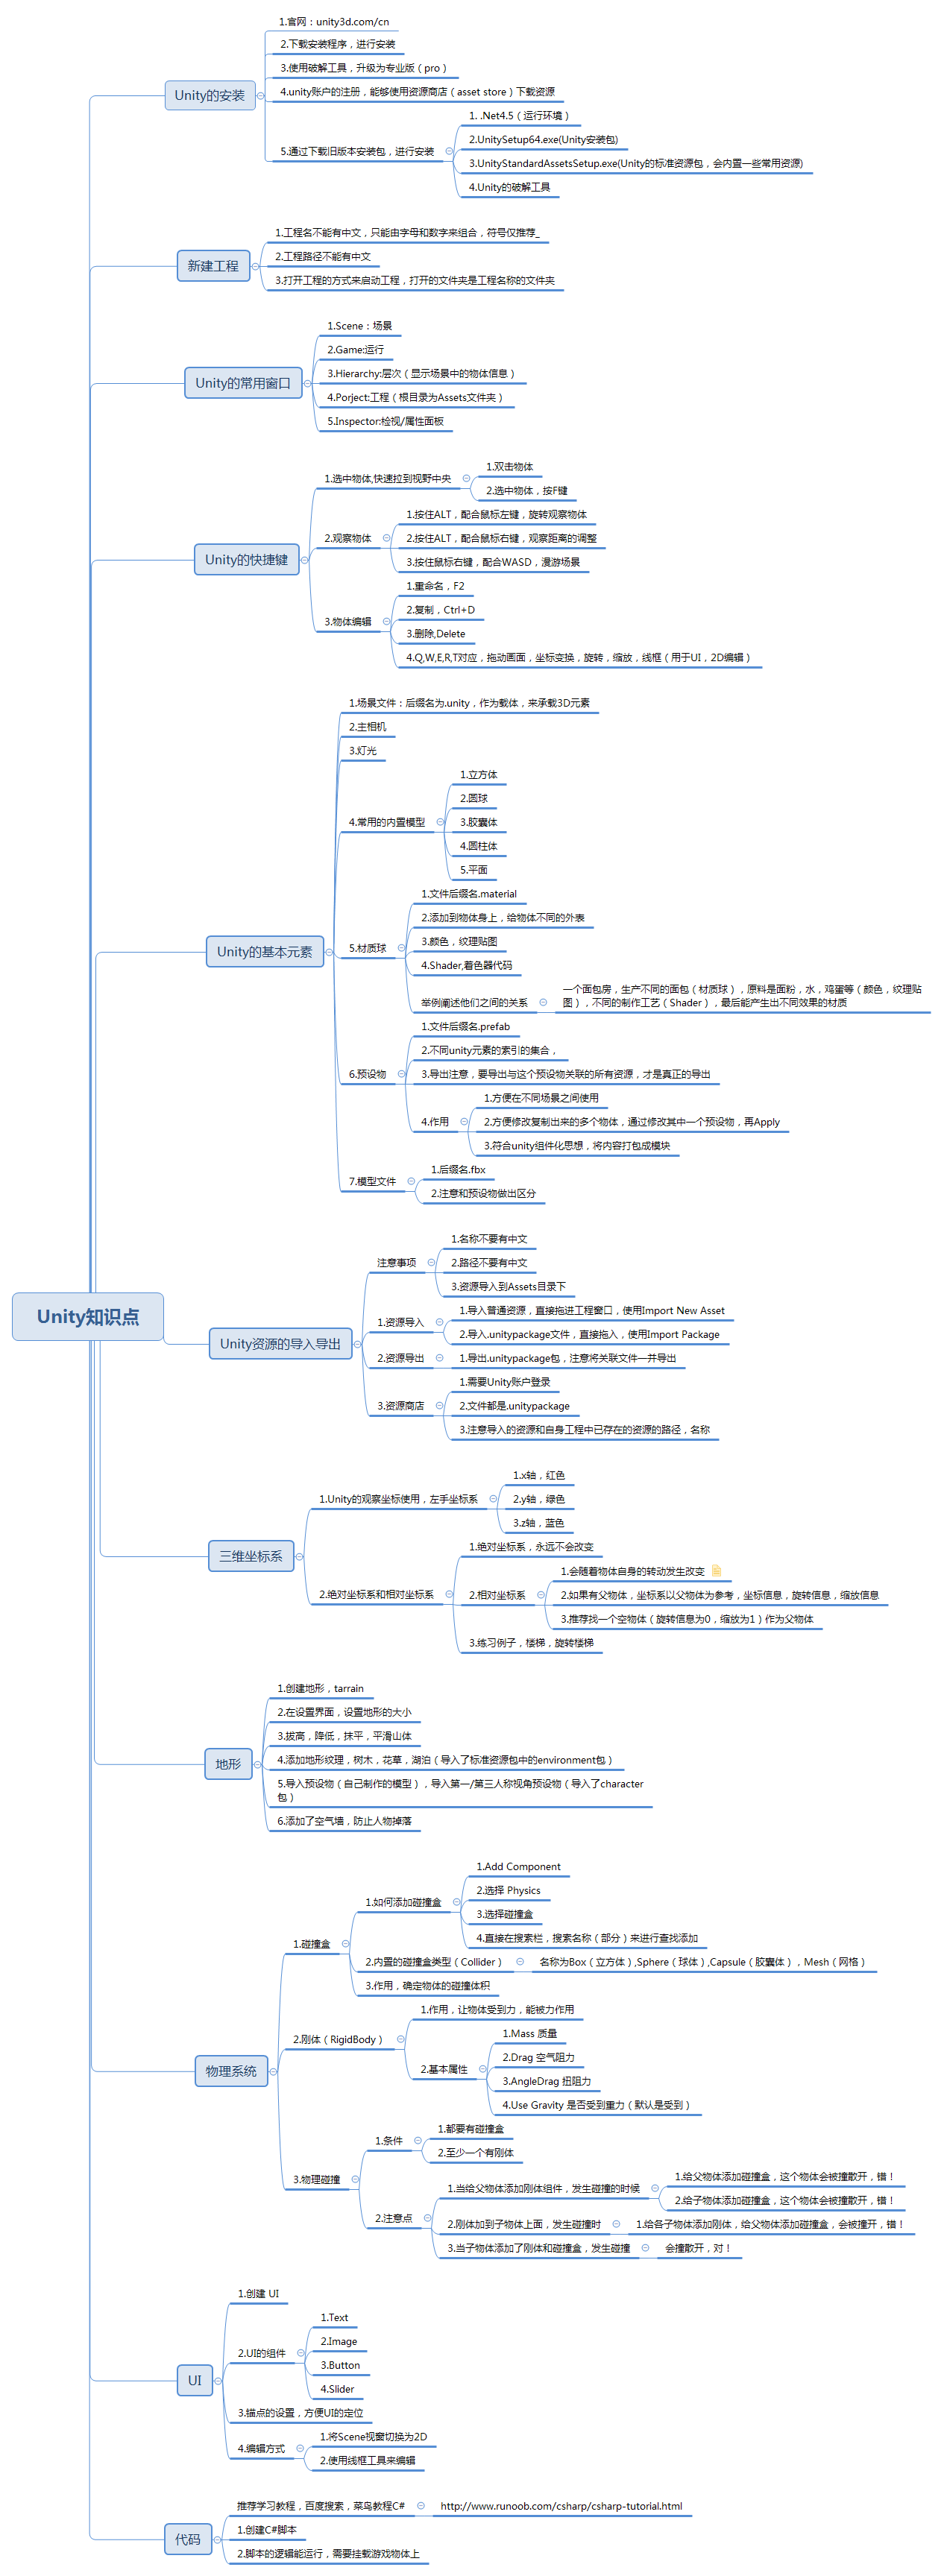 Unity知识点
Unity的安装
1.官网：unity3d.com/cn
2.下载安装程序，进行安装
3.使用破解工具，升级为专业版（pro）
4.unity账户的注册，能够使用资源商店（asset store）下载资源
5.通过下载旧版本安装包，进行安装
1. .Net4.5（运行环境）
2.UnitySetup64.exe(Unity安装包)
3.UnityStandardAssetsSetup.exe(Unity的标准资源包，会内置一些常用资源)
4.Unity的破解工具
新建工程
1.工程名不能有中文，只能由字母和数字来组合，符号仅推荐_
2.工程路径不能有中文
3.打开工程的方式来启动工程，打开的文件夹是工程名称的文件夹
Unity的常用窗口
1.Scene：场景
2.Game:运行
3.Hierarchy:层次（显示场景中的物体信息）
4.Porject:工程（根目录为Assets文件夹）
5.Inspector:检视/属性面板
Unity的快捷键
1.选中物体,快速拉到视野中央
1.双击物体
2.选中物体，按F键
2.观察物体
1.按住ALT，配合鼠标左键，旋转观察物体
2.按住ALT，配合鼠标右键，观察距离的调整
3.按住鼠标右键，配合WASD，漫游场景
3.物体编辑
1.重命名，F2
2.复制，Ctrl+D
3.删除,Delete
4.Q,W,E,R,T对应，拖动画面，坐标变换，旋转，缩放，线框（用于UI，2D编辑）
Unity的基本元素
1.场景文件：后缀名为.unity，作为载体，来承载3D元素
2.主相机
3.灯光
4.常用的内置模型
1.立方体
2.圆球
3.胶囊体
4.圆柱体
5.平面
5.材质球
1.文件后缀名.material
2.添加到物体身上，给物体不同的外表
3.颜色，纹理贴图
4.Shader,着色器代码
举例阐述他们之间的关系
一个面包房，生产不同的面包（材质球），原料是面粉，水，鸡蛋等（颜色，纹理贴
图），不同的制作工艺（Shader），最后能产生出不同效果的材质
6.预设物
1.文件后缀名.prefab
2.不同unity元素的索引的集合，
3.导出注意，要导出与这个预设物关联的所有资源，才是真正的导出
4.作用
1.方便在不同场景之间使用
2.方便修改复制出来的多个物体，通过修改其中一个预设物，再Apply
3.符合unity组件化思想，将内容打包成模块
7.模型文件
1.后缀名.fbx
2.注意和预设物做出区分
Unity资源的导入导出
注意事项
1.名称不要有中文
2.路径不要有中文
3.资源导入到Assets目录下
1.资源导入
1.导入普通资源，直接拖进工程窗口，使用Import New Asset
2.导入.unitypackage文件，直接拖入，使用Import Package
2.资源导出
1.导出.unitypackage包，注意将关联文件一并导出
3.资源商店
1.需要Unity账户登录
2.文件都是.unitypackage
3.注意导入的资源和自身工程中已存在的资源的路径，名称
三维坐标系
1.Unity的观察坐标使用，左手坐标系
1.x轴，红色
2.y轴，绿色
3.z轴，蓝色
2.绝对坐标系和相对坐标系
1.绝对坐标系，永远不会改变
2.相对坐标系
1.会随着物体自身的转动发生改变
2.如果有父物体，坐标系以父物体为参考，坐标信息，旋转信息，缩放信息
3.推荐找一个空物体（旋转信息为0，缩放为1）作为父物体
3.练习例子，楼梯，旋转楼梯
地形
1.创建地形，tarrain
2.在设置界面，设置地形的大小
3.拔高，降低，抹平，平滑山体
4.添加地形纹理，树木，花草，湖泊（导入了标准资源包中的environment包）
5.导入预设物（自己制作的模型），导入第一/第三人称视角预设物（导入了character
包）
6.添加了空气墙，防止人物掉落
物理系统
1.碰撞盒
1.如何添加碰撞盒
1.Add Component
2.选择 Physics
3.选择碰撞盒
4.直接在搜索栏，搜索名称（部分）来进行查找添加
2.内置的碰撞盒类型（Collider）
名称为Box（立方体）,Sphere（球体）,Capsule（胶囊体），Mesh（网格）
3.作用，确定物体的碰撞体积
2.刚体（RigidBody）
1.作用，让物体受到力，能被力作用
2.基本属性
1.Mass 质量
2.Drag 空气阻力
3.AngleDrag 扭阻力
4.Use Gravity 是否受到重力（默认是受到）
3.物理碰撞
1.条件
1.都要有碰撞盒
2.至少一个有刚体
2.注意点
1.当给父物体添加刚体组件，发生碰撞的时候
1.给父物体添加碰撞盒，这个物体会被撞散开，错！
2.给子物体添加碰撞盒，这个物体会被撞散开，错！
2.刚体加到子物体上面，发生碰撞时
1.给各子物体添加刚体，给父物体添加碰撞盒，会被撞开，错！
3.当子物体添加了刚体和碰撞盒，发生碰撞
会撞散开，对！
UI
1.创建 UI
2.UI的组件
1.Text
2.Image
3.Button
4.Slider
3.锚点的设置，方便UI的定位
4.编辑方式
1.将Scene视窗切换为2D
2.使用线框工具来编辑
代码
推荐学习教程，百度搜索，菜鸟教程C#
http://www.runoob.com/csharp/csharp-tutorial.html
1.创建C#脚本
2.脚本的逻辑能运行，需要挂载游戏物体上